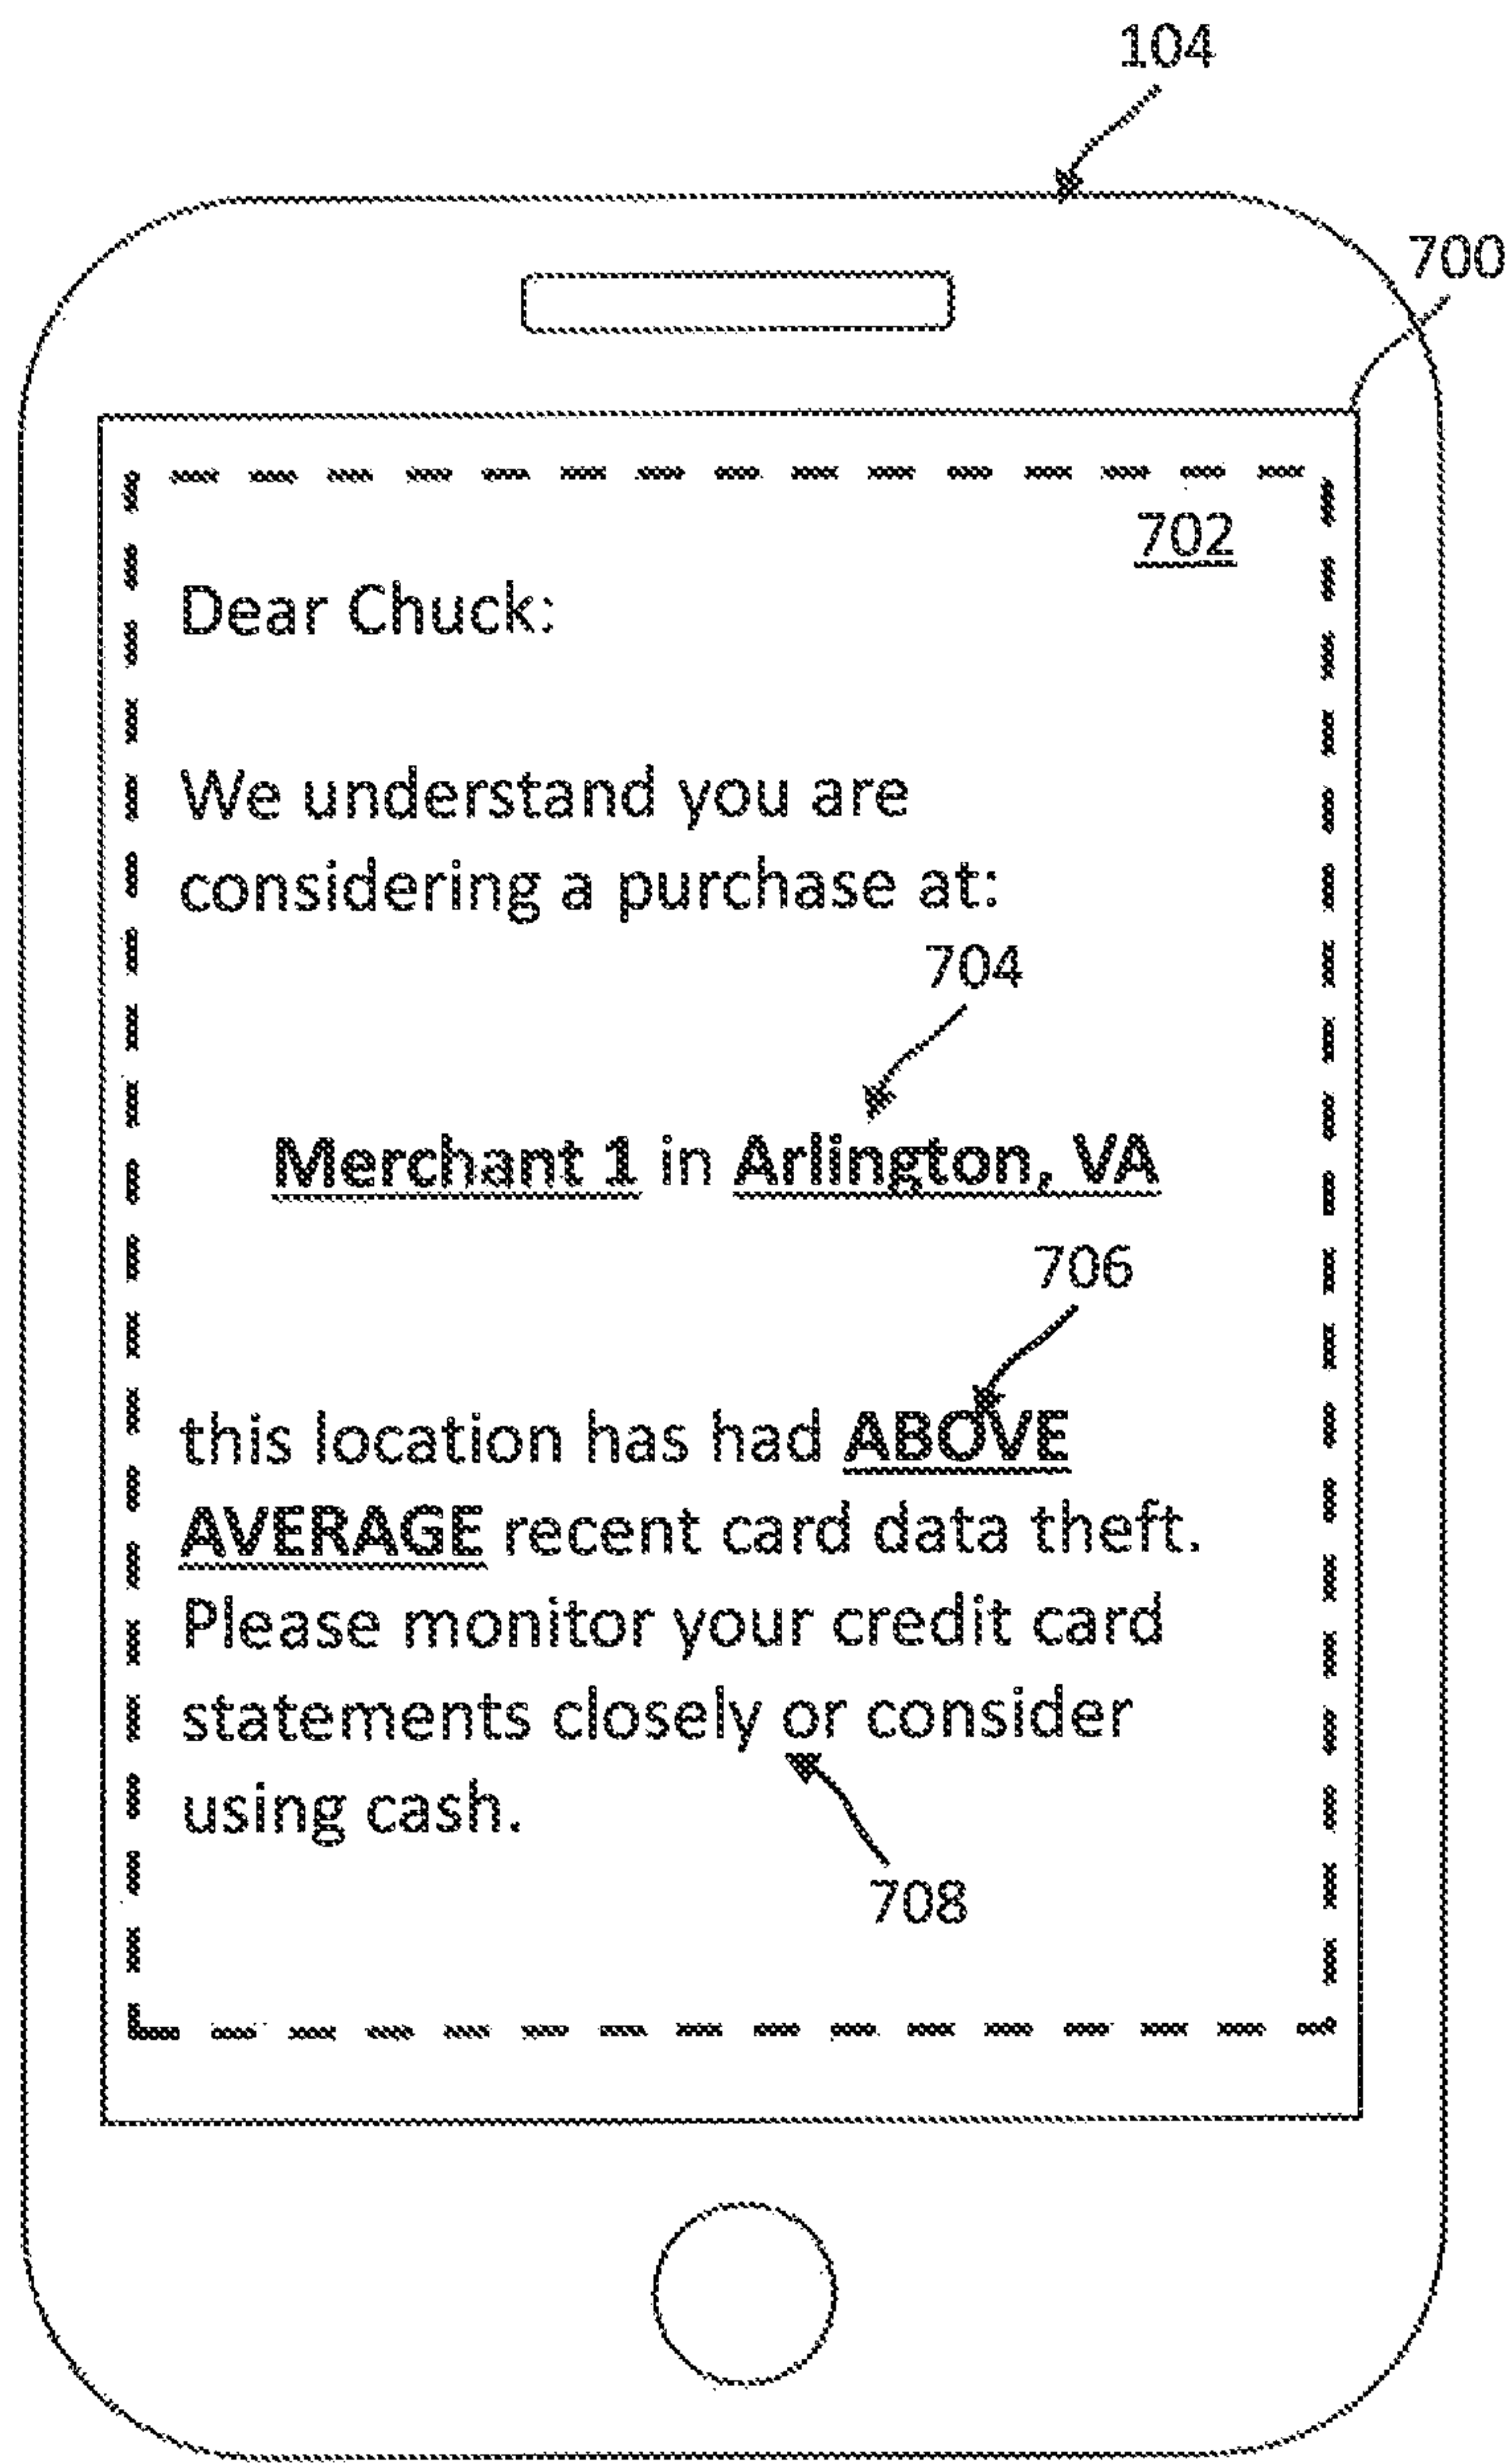 104
700
702
Dear Chuck:
We understand you are
considering a purchase at:
704
Merchant 1 in Arlington, VA
706
this location has had ABOVE
AVERAGE recent card data theft.
Please monitor your credit card
statements closely or consider
using cash.
708